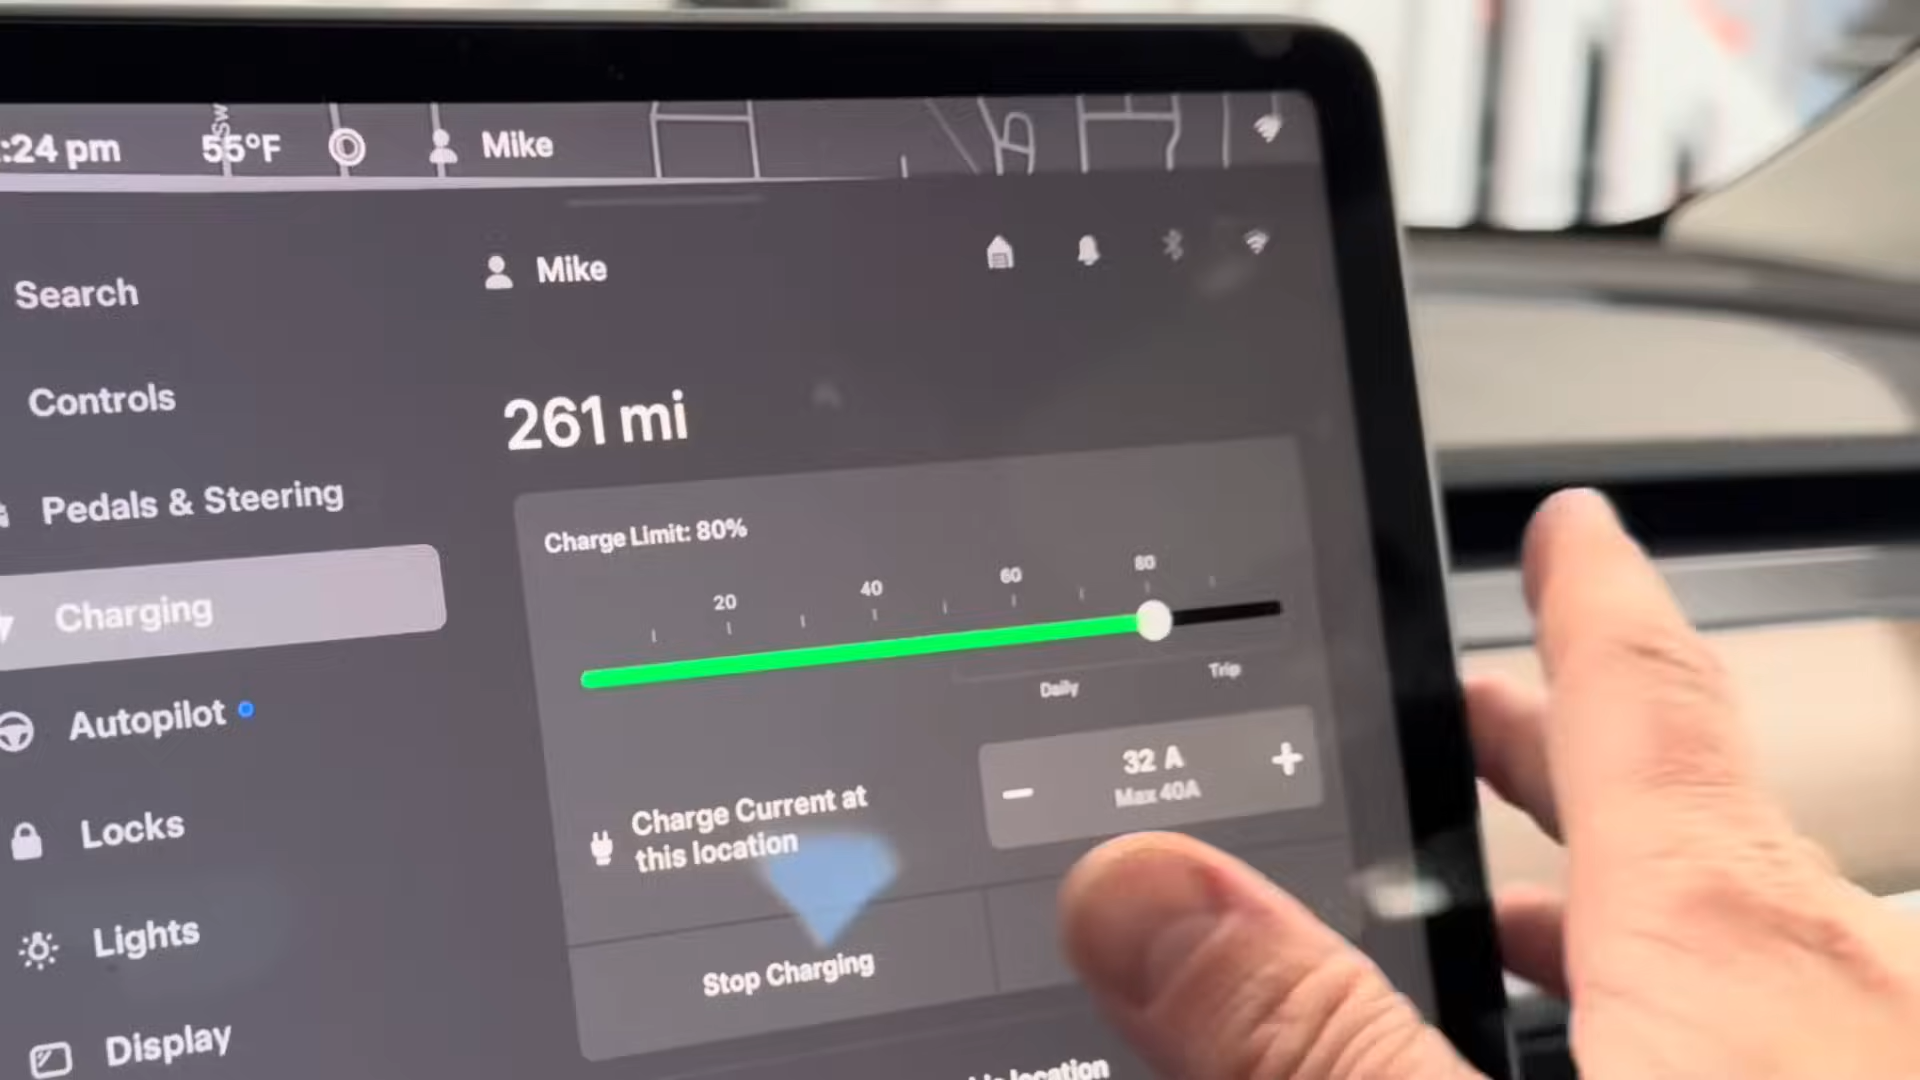 :24 pm
55°F
Mike
Mike
Search
Controls
Pedals & Steering
Charging
Autopilot
Locks
Lights
Display
261 mi
Charge Limit: 80%
20 40 60 80
Daily
Trip
32 A
Max 40A
Charge Current at
this location
Stop Charging
location